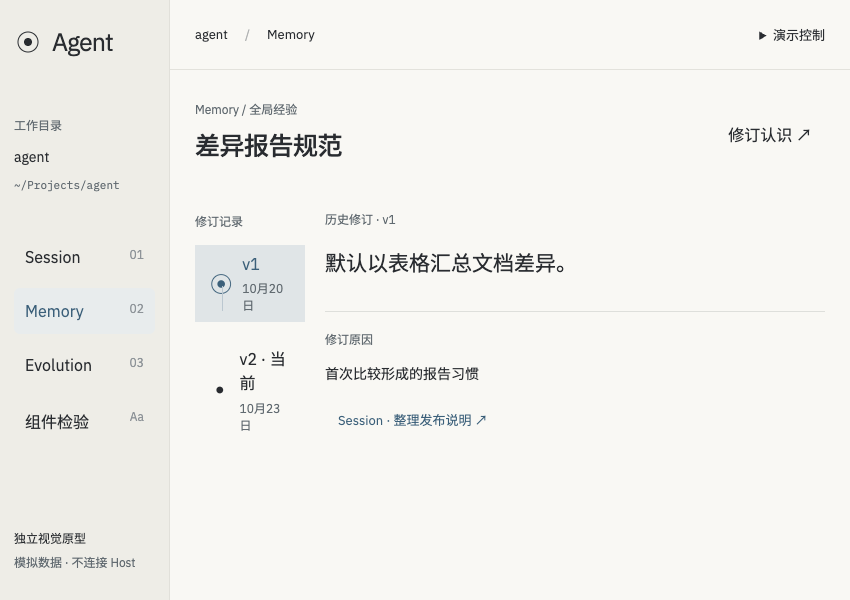 Agent
工作目录
agent
~/Projects/agent
Session 01
Memory 02
Evolution 03
组件检验 Aa
独立视觉原型
模拟数据 · 不连接 Host
agent / Memory
▶ 演示控制
Memory / 全局经验
差异报告规范
修订认识 ↗
修订记录
v1
10月20
日
v2 · 当
前
10月23
日
历史修订 · v1
默认以表格汇总文档差异。
修订原因
首次比较形成的报告习惯
Session · 整理发布说明 ↗